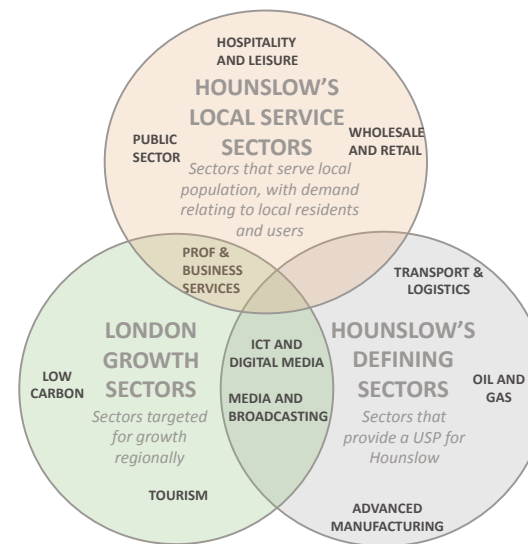 HOSPITALITY
AND LEISURE
HOUNSLOW'S
LOCAL SERVICE
SECTORS
PUBLIC
SECTOR
WHOLESALE
AND RETAIL
Sectors that serve local
population, with demand
relating to local residents
and users
PROF &
BUSINESS
SERVICES
TRANSPORT &
LOGISTICS
LONDON
GROWTH
SECTORS
Sectors targeted
for growth
regionally
LOW
CARBON
TOURISM
ICT AND
DIGITAL MEDIA
MEDIA AND
BROADCASTING
HOUNSLOW'S
DEFINING
SECTORS
Sectors that
provide a USP for
Hounslow
OIL AND
GAS
ADVANCED
MANUFACTURING